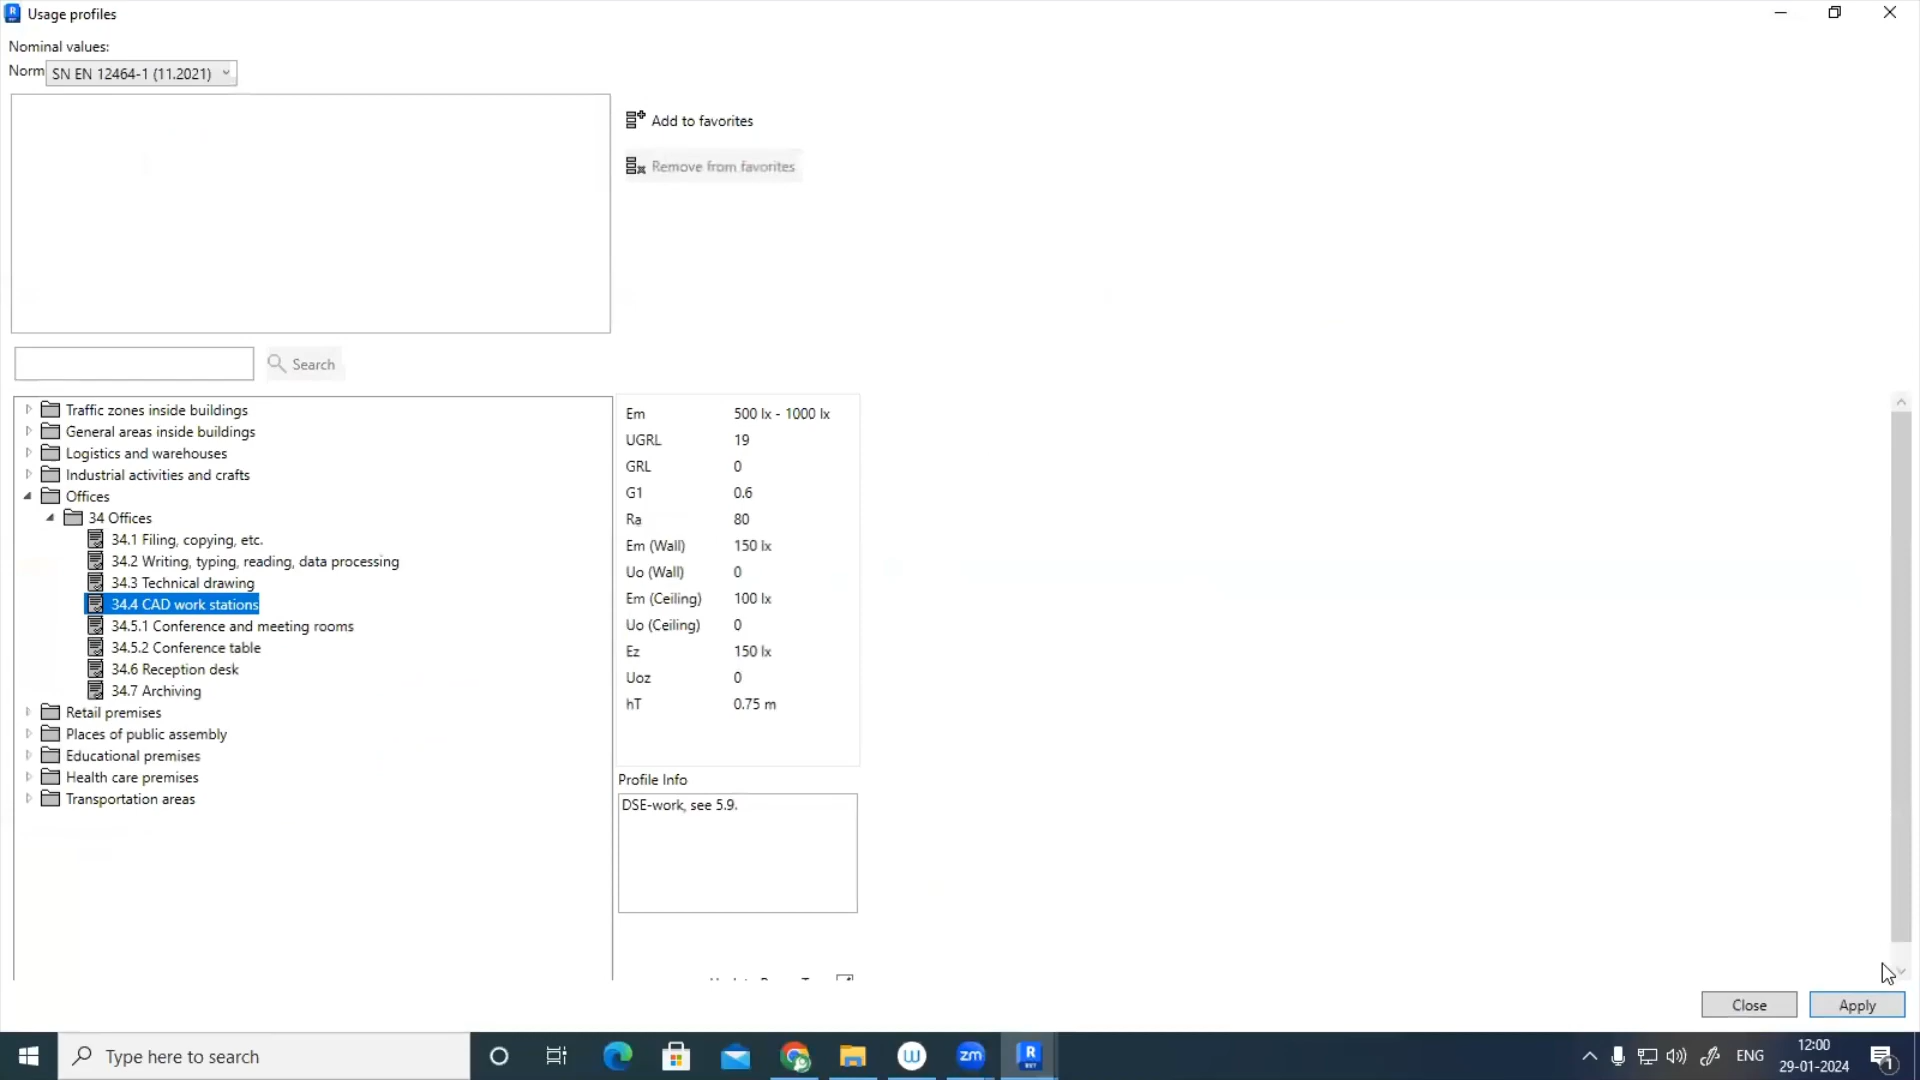 Usage profiles
Nominal values:
Norm SN EN 12464-1 (11.2021)
Add to favorites
Remove from favorites
Search
Traffic zones inside buildings
General areas inside buildings
Logistics and warehouses
Industrial activities and crafts
Offices
34 Offices
34.1 Filing, copying, etc.
34.2 Writing, typing, reading, data processing
34.3 Technical drawing
34.4 CAD work stations
34.5.1 Conference and meeting rooms
34.5.2 Conference table
34.6 Reception desk
34.7 Archiving
Retail premises
Places of public assembly
Educational premises
Health care premises
Transportation areas
Em 500 lx - 1000 lx
UGRL 19
GRL 0
G1 0.6
Ra 80
Em (Wall) 150 lx
Uo (Wall) 0
Em (Ceiling) 100 lx
Uo (Ceiling) 0
Ez 150 lx
Uoz 0
hT 0.75 m
Profile Info
DSE-work, see 5.9.
Close
Apply
Type here to search
zm
R
RVT
ENG
12:00
29-01-2024
1